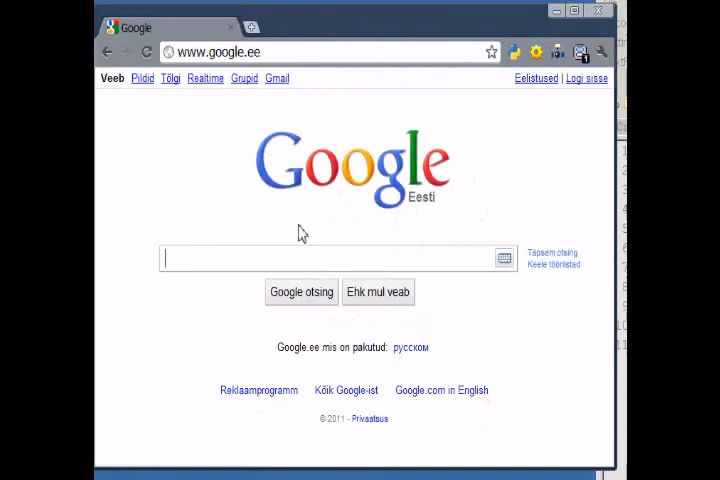 Google
www.google.ee
1
Veeb Pildid Tõlgi Realtime Grupid Gmail Eelistused | Logi sisse
Google
Eesti
Täpsem otsing
Keele tööriistad
Google otsing Ehk mul veab
Google.ee mis on pakutud: русском
Reklaamprogramm Kõik Google-ist Google.com in English
© 2011 - Privaatsus